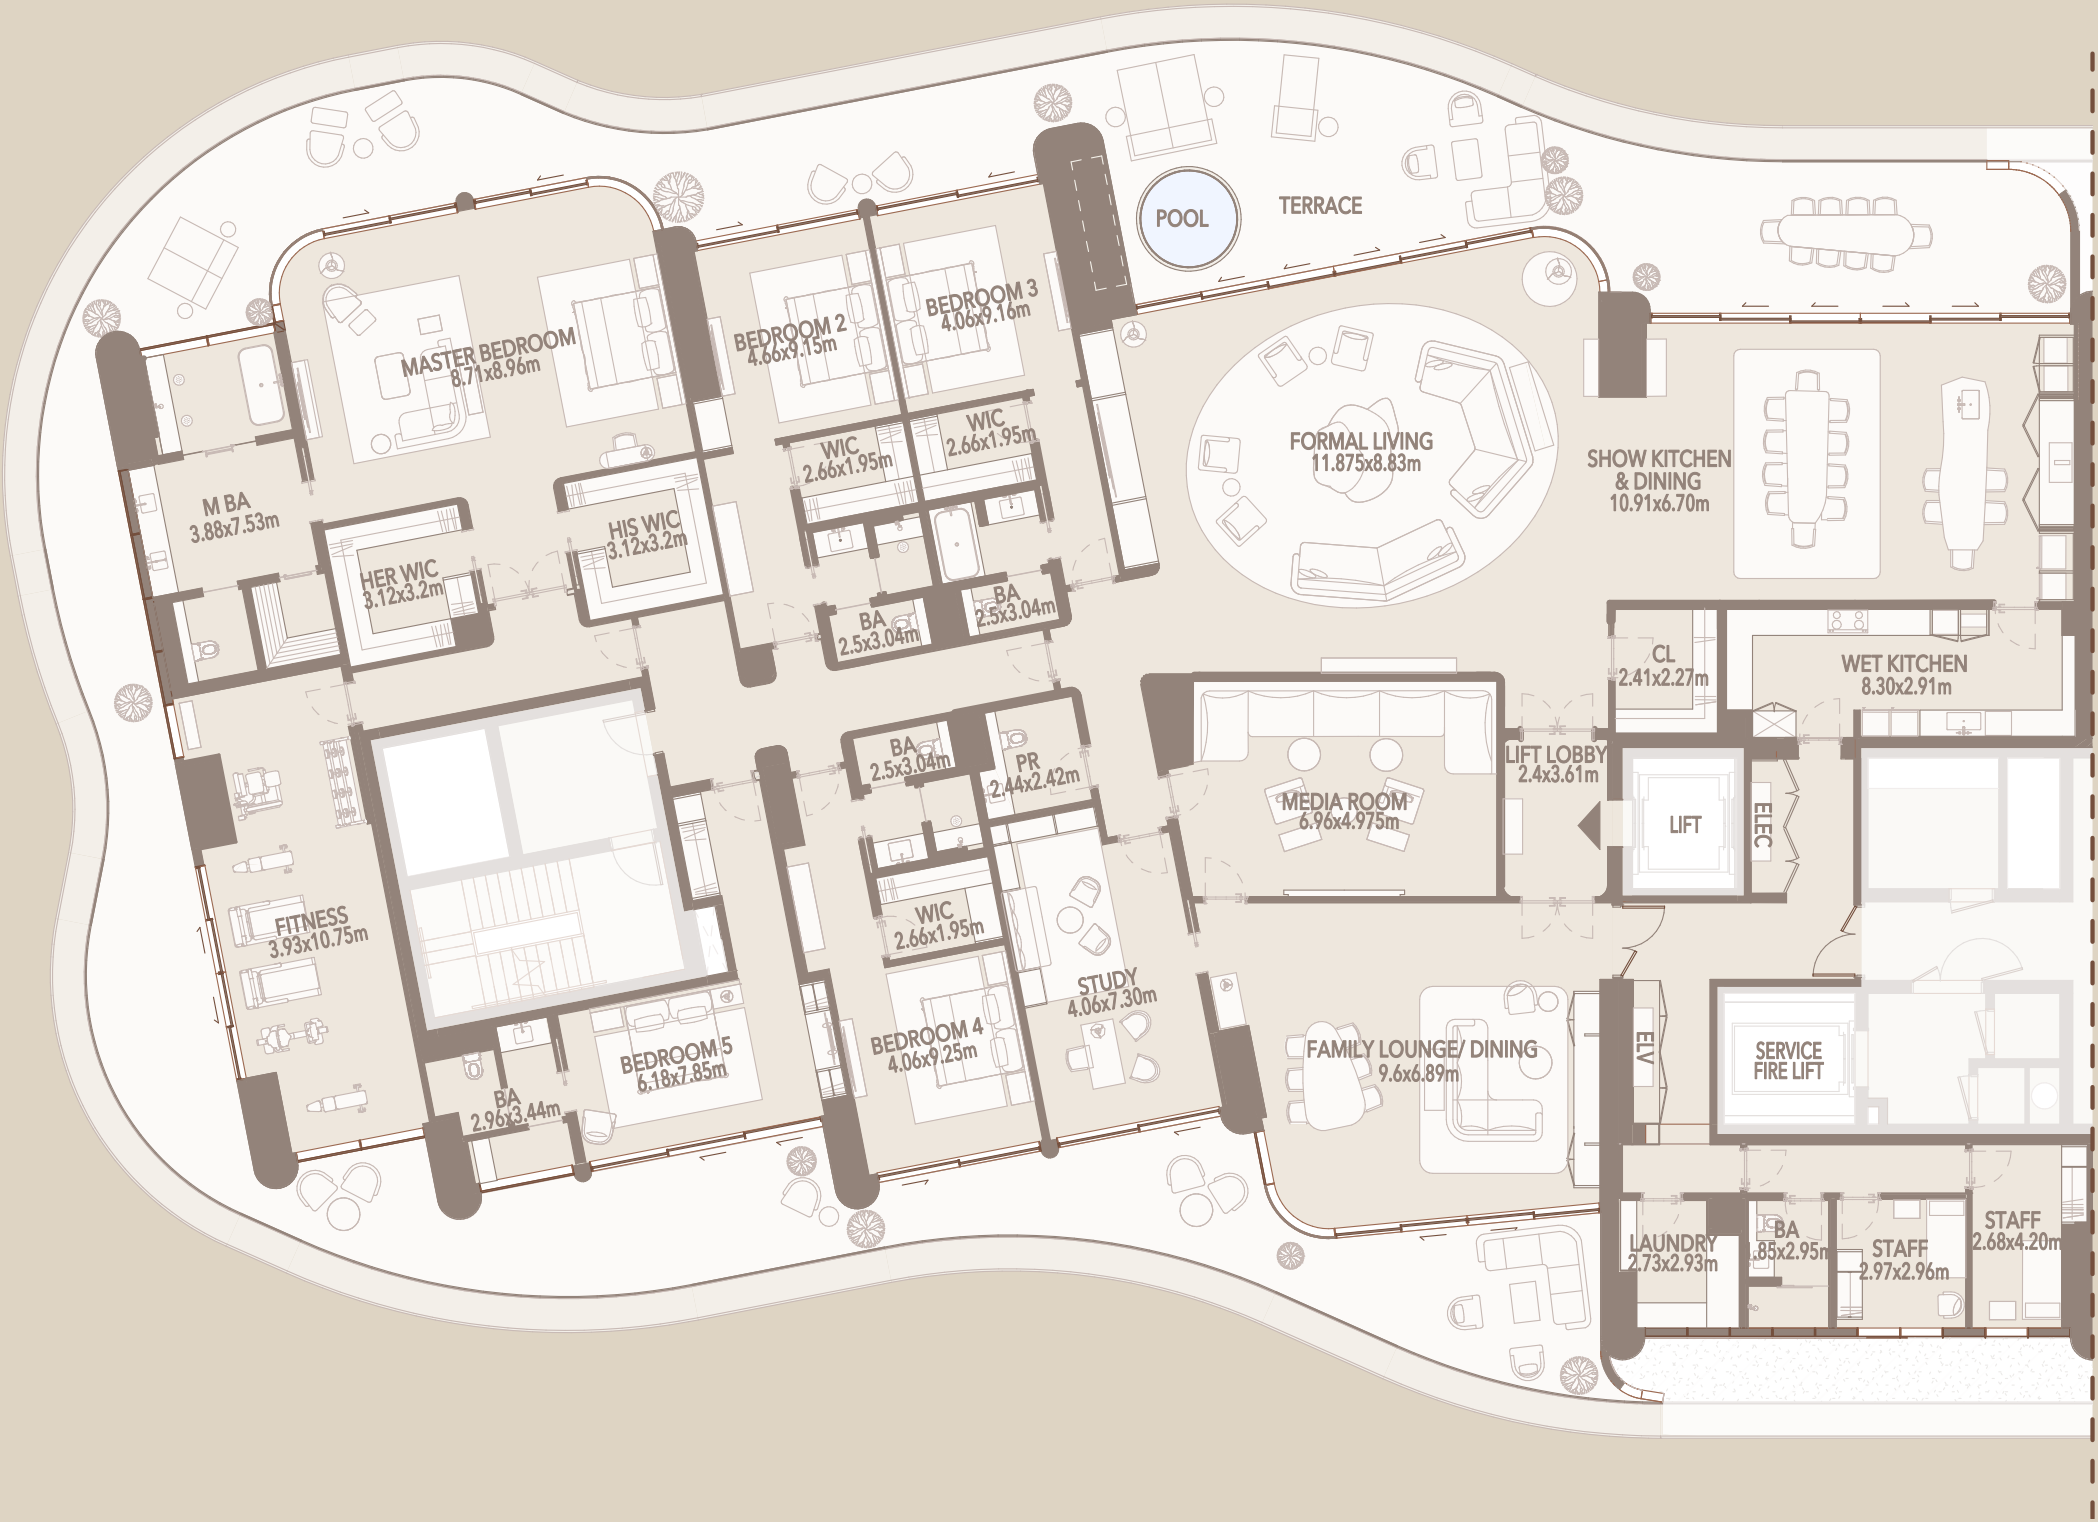 POOL
TERRACE
BEDROOM 3
4.06x9.16m
BEDROOM 2
4.66x9.15m
MASTER BEDROOM
8.71x8.96m
WIC
2.66x1.95m
WIC
2.66x1.95m
FORMAL LIVING
11.875x8.83m
SHOW KITCHEN
& DINING
10.91x6.70m
M BA
3.88x7.53m
HIS WIC
3.12x3.2m
HER WIC
3.12x3.2m
BA
2.5x3.04m
BA
2.5x3.04m
CL
2.41x2.27m
WET KITCHEN
8.30x2.91m
BA
2.5x3.04m
PR
2.44x2.42m
LIFT LOBBY
2.4x3.61m
MEDIA ROOM
6.96x4.975m
LIFT
ELEC
FITNESS
3.93x10.75m
WIC
2.66x1.95m
STUDY
4.06x7.30m
BEDROOM 4
4.06x9.25m
BEDROOM 5
6.18x7.85m
BA
2.96x3.44m
FAMILY LOUNGE/ DINING
9.6x6.89m
ELV
SERVICE
FIRE LIFT
LAUNDRY
2.73x2.93m
BA
.85x2.95m
STAFF
2.97x2.96m
STAFF
2.68x4.20m